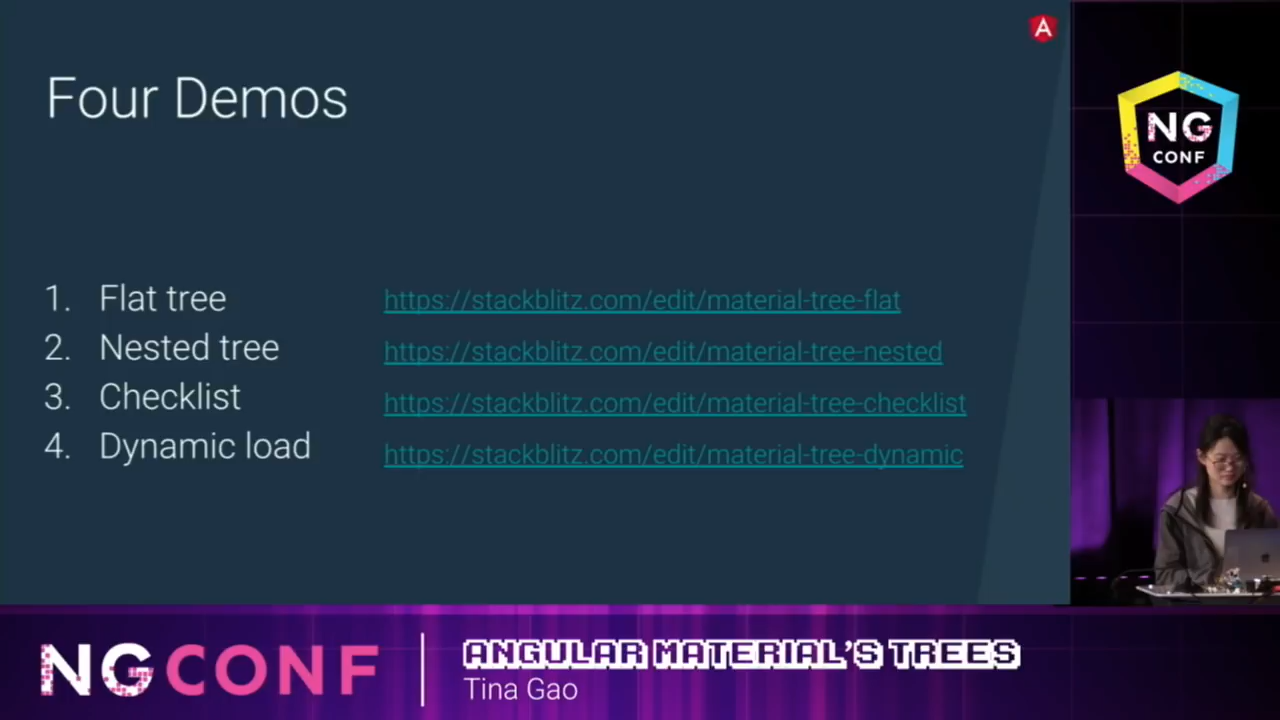 Four Demos
1. Flat tree https://stackblitz.com/edit/material-tree-flat
2. Nested tree https://stackblitz.com/edit/material-tree-nested
3. Checklist https://stackblitz.com/edit/material-tree-checklist
4. Dynamic load https://stackblitz.com/edit/material-tree-dynamic
A
NG
CONF
NGCONF
ANGULAR MATERIAL'S TREES
Tina Gao